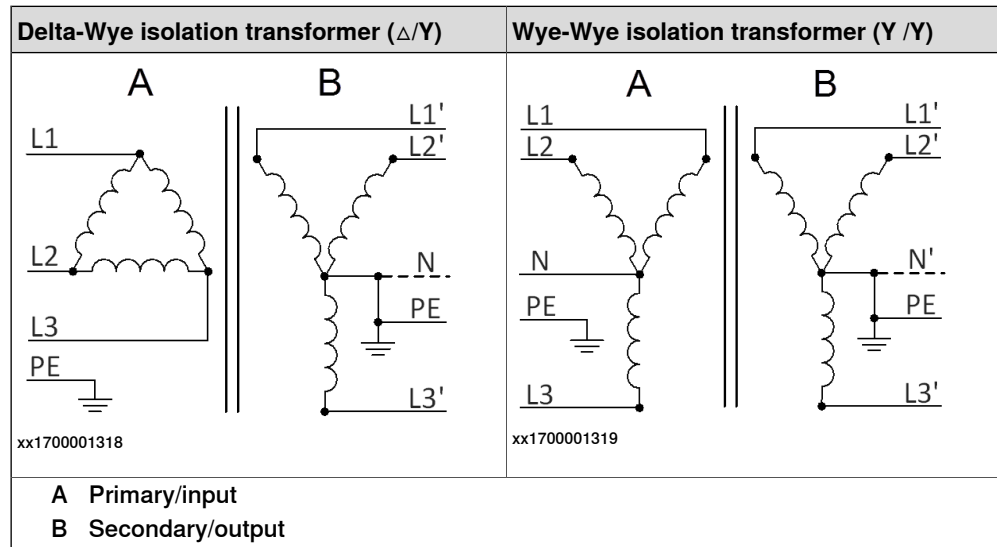 Delta-Wye isolation transformer (△/Y)
Wye-Wye isolation transformer (Y /Y)
A
B
L1
L2
L3
PE
L1'
L2'
N
PE
L3'
xx1700001318
A
B
L1
L2
N
PE
L3
L1'
L2'
N'
PE
L3'
xx1700001319
A Primary/input
B Secondary/output